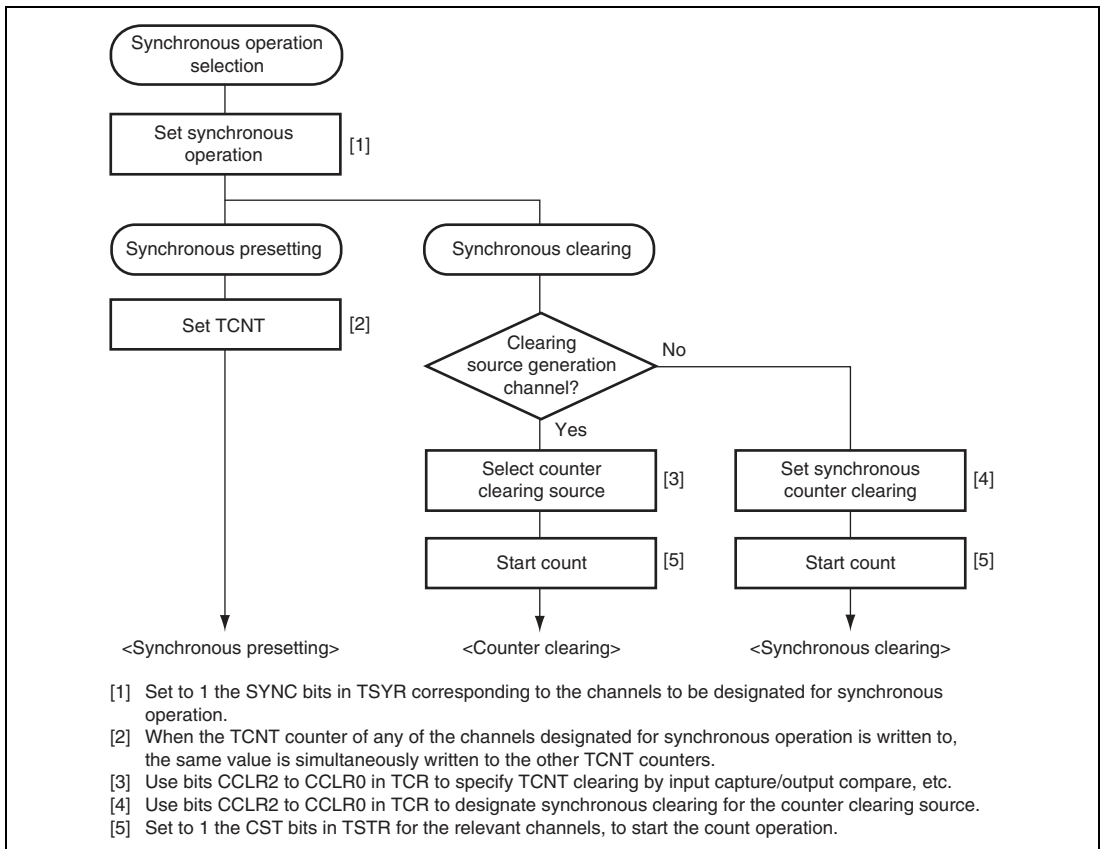 Synchronous operation
selection
Set synchronous
operation
[1]
Synchronous presetting
Synchronous clearing
Set TCNT
[2]
Clearing
source generation
channel?
No
Yes
Select counter
clearing source
[3]
Set synchronous
counter clearing
[4]
Start count
[5]
Start count
[5]
<Synchronous presetting>
<Counter clearing>
<Synchronous clearing>
[1] Set to 1 the SYNC bits in TSYR corresponding to the channels to be designated for synchronous
operation.
[2] When the TCNT counter of any of the channels designated for synchronous operation is written to,
the same value is simultaneously written to the other TCNT counters.
[3] Use bits CCLR2 to CCLR0 in TCR to specify TCNT clearing by input capture/output compare, etc.
[4] Use bits CCLR2 to CCLR0 in TCR to designate synchronous clearing for the counter clearing source.
[5] Set to 1 the CST bits in TSTR for the relevant channels, to start the count operation.